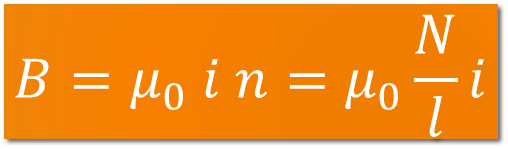 B = μ₀ i n = μ₀ N/l i